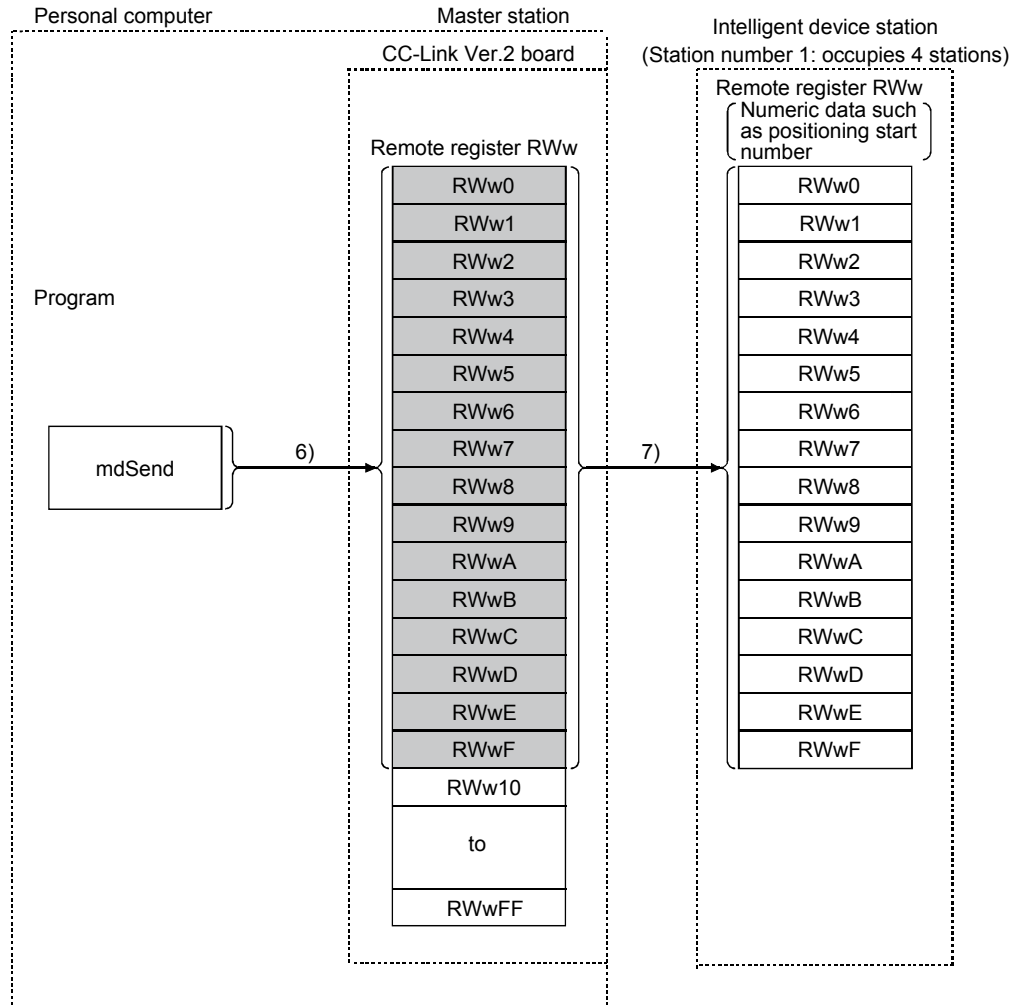 Personal computer
Master station
Intelligent device station
(Station number 1: occupies 4 stations)
CC-Link Ver.2 board
Remote register RWw
Numeric data such
as positioning start
number
Remote register RWw
RWw0
RWw1
RWw2
RWw3
RWw4
RWw5
RWw6
RWw7
RWw8
RWw9
RWwA
RWwB
RWwC
RWwD
RWwE
RWwF
RWw10
to
RWwFF
Program
mdSend
6)
7)
RWw0
RWw1
RWw2
RWw3
RWw4
RWw5
RWw6
RWw7
RWw8
RWw9
RWwA
RWwB
RWwC
RWwD
RWwE
RWwF